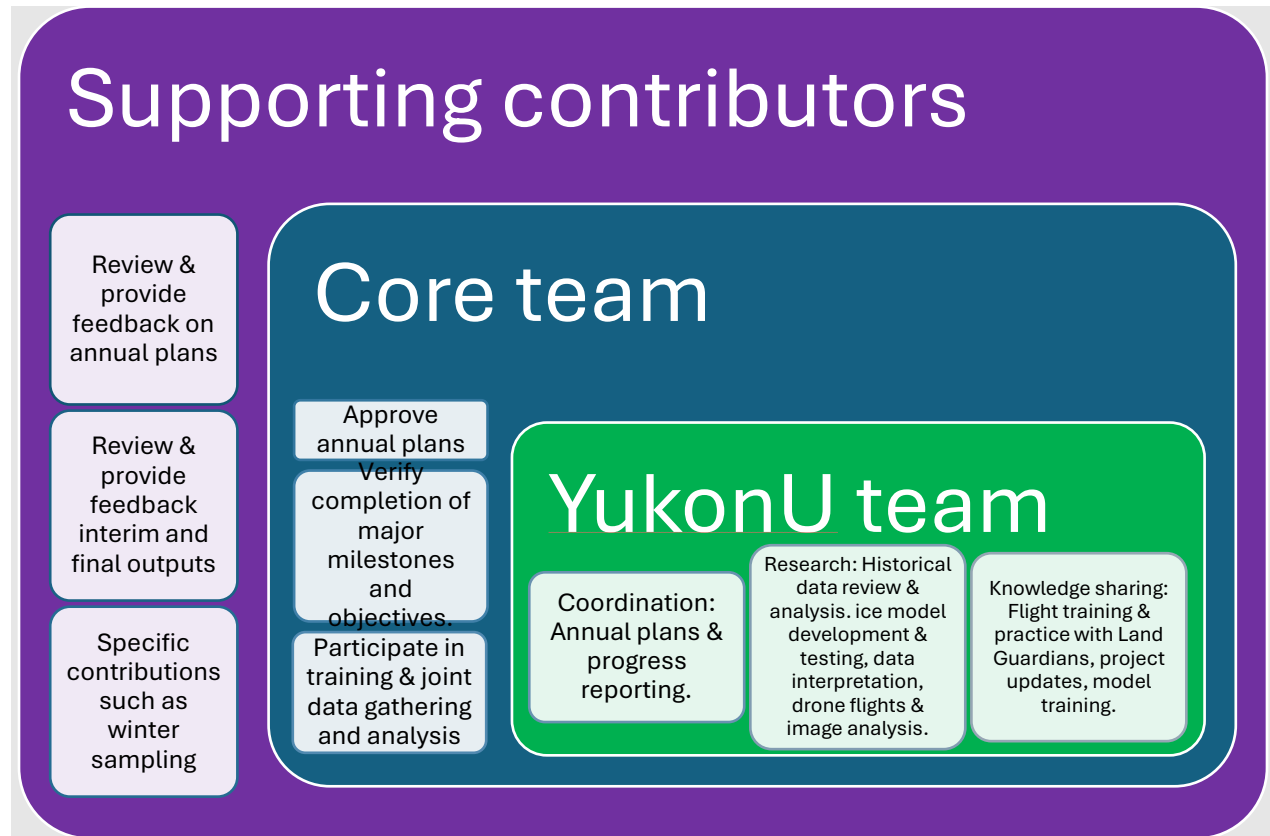 Supporting contributors
Review &
provide
feedback on
annual plans
Review &
provide
feedback
interim and
final outputs
Specific
contributions
such as
winter
sampling
Core team
Approve
annual plans
Verify
completion of
major
milestones
and
objectives.
Participate in
training & joint
data gathering
and analysis
YukonU team
Coordination:
Annual plans &
progress
reporting.
Research: Historical
data review &
analysis. ice model
development &
testing, data
interpretation,
drone flights &
image analysis.
Knowledge sharing:
Flight training &
practice with Land
Guardians, project
updates, model
training.